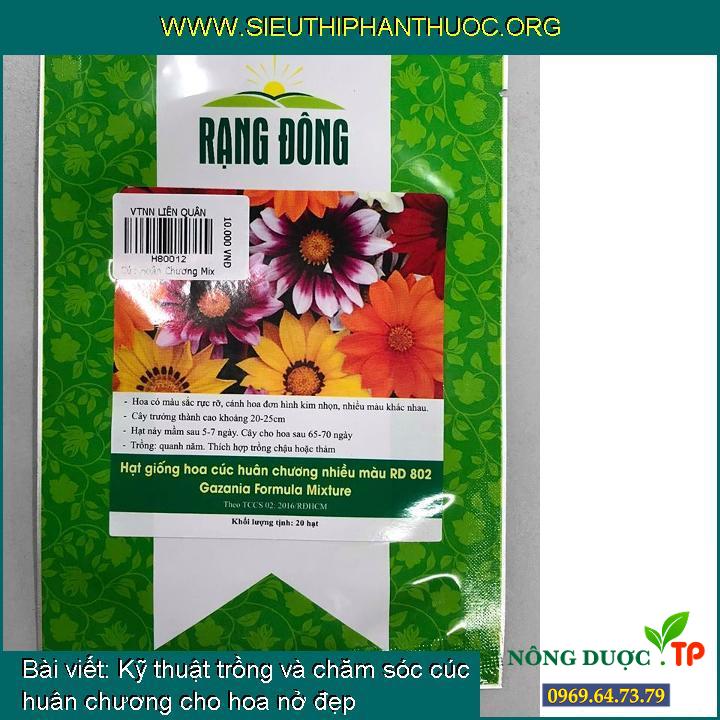 WWW.SIEUTHIPHANTHUOC.ORG
RẠNG ĐÔNG
VTNN LIÊN QUÂN
H80012
Cúc Huân Chương Mix
10.000 VND
- Hoa có màu sắc rực rỡ, cánh hoa đơn hình kim nhọn, nhiều màu khác nhau.
- Cây trưởng thành cao khoảng 20-25cm
- Hạt nảy mầm sau 5-7 ngày. Cây cho hoa sau 65-70 ngày
- Trồng: quanh năm. Thích hợp trồng chậu hoặc thảm
Hạt giống hoa cúc huân chương nhiều màu RD 802
Gazania Formula Mixture
Theo TCCS 02: 2016/RDHCM
Khối lượng tịnh: 20 hạt
Bài viết: Kỹ thuật trồng và chăm sóc cúc
huân chương cho hoa nở đẹp
NÔNG DƯỢC TP
0969.64.73.79